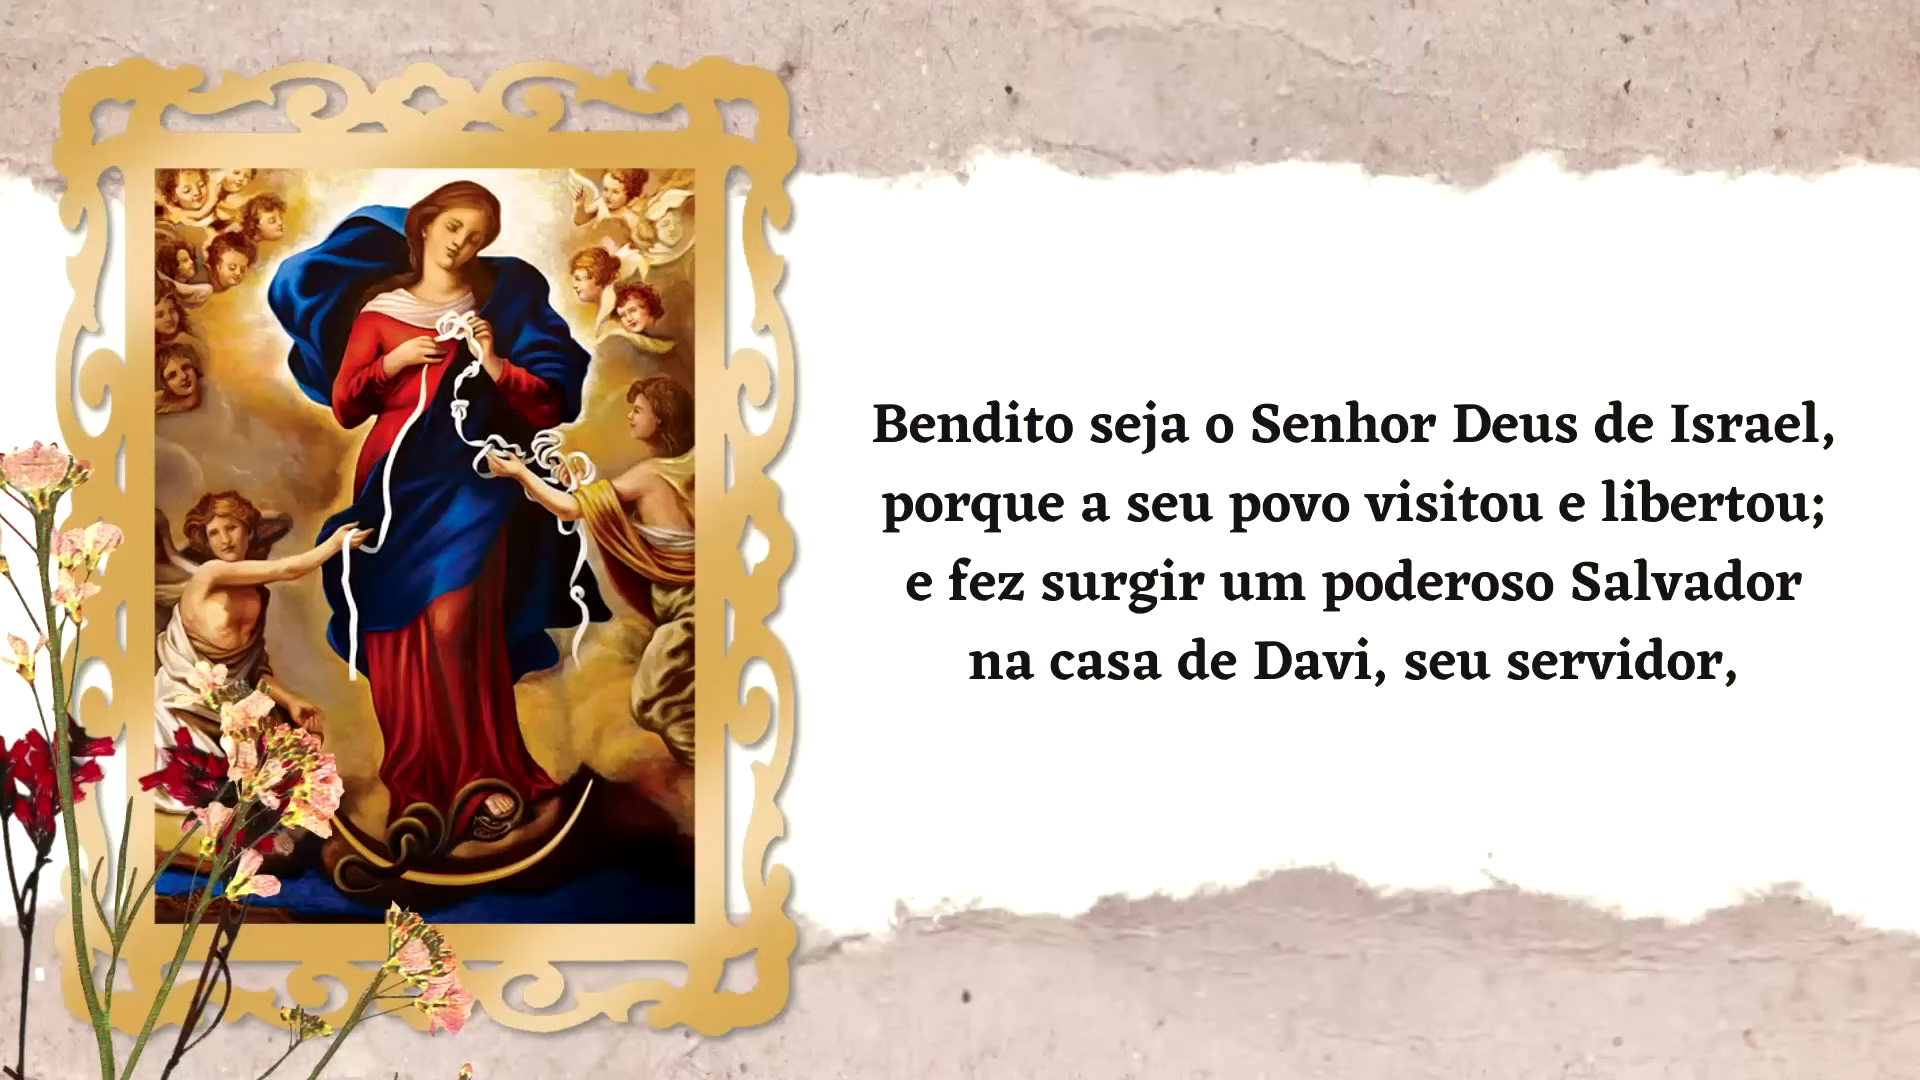 Bendito seja o Senhor Deus de Israel,
porque a seu povo visitou e libertou;
e fez surgir um poderoso Salvador
na casa de Davi, seu servidor,